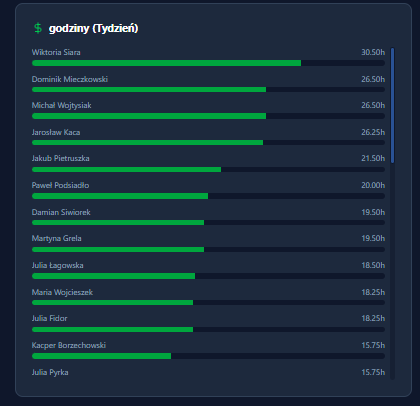 $ godziny (Tydzień)
Wiktoria Siara 30.50h
Dominik Mieczkowski 26.50h
Michał Wojtysiak 26.50h
Jarosław Kaca 26.25h
Jakub Pietruszka 21.50h
Paweł Podsiadło 20.00h
Damian Siwiorek 19.50h
Martyna Grela 19.50h
Julia Łagowska 18.50h
Maria Wojcieszek 18.25h
Julia Fidor 18.25h
Kacper Borzechowski 15.75h
Julia Pyrka 15.75h